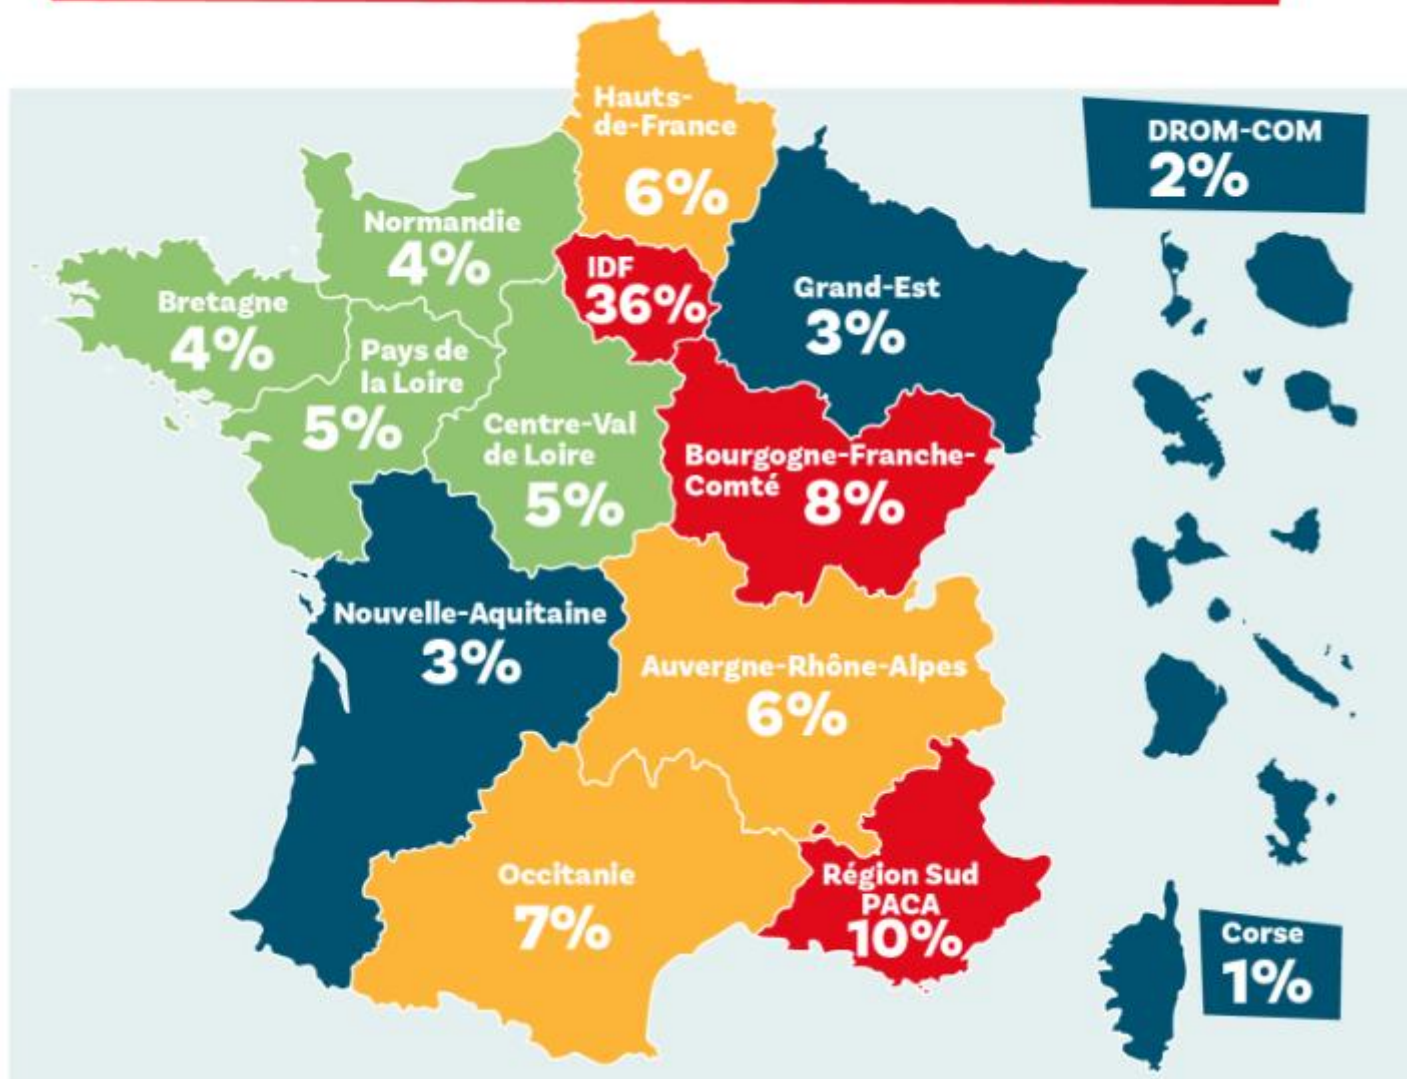 Hauts-
de-France
6%
DROM-COM
2%
Normandie
4%
IDF
36%
Grand-Est
3%
Bretagne
4%
Pays de
la Loire
5%
Centre-Val
de Loire
5%
Bourgogne-Franche-
Comté 8%
Nouvelle-Aquitaine
3%
Auvergne-Rhône-Alpes
6%
Occitanie
7%
Région Sud
PACA
10%
Corse
1%